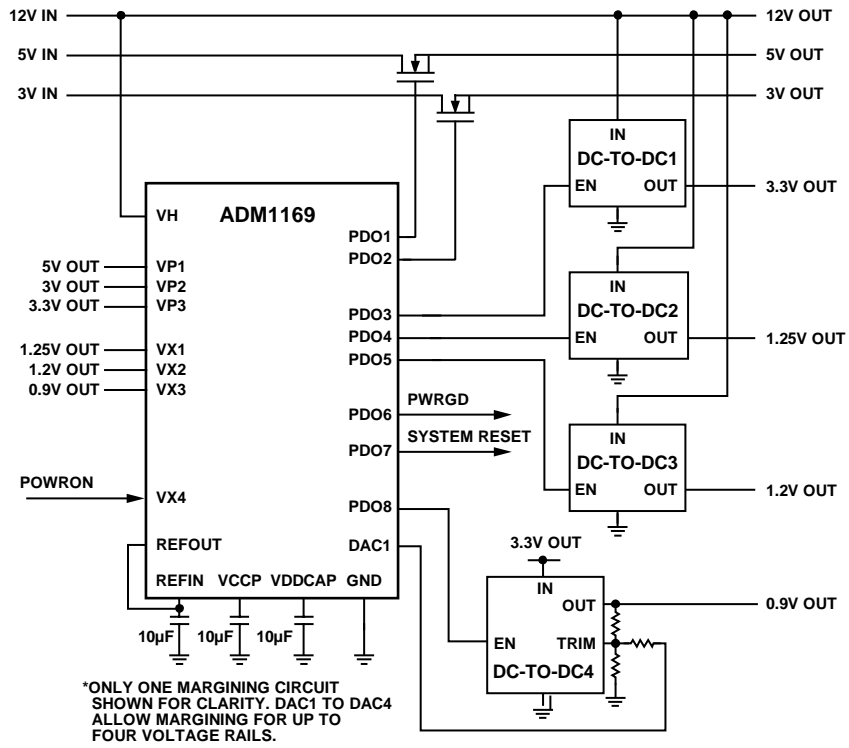 12V IN
12V OUT
5V IN
5V OUT
3V IN
3V OUT
IN
DC-TO-DC1
EN OUT
3.3V OUT
ADM1169
VH
PDO1
PDO2
5V OUT
VP1
3V OUT
VP2
3.3V OUT
VP3
IN
DC-TO-DC2
EN OUT
1.25V OUT
PDO3
PDO4
PDO5
1.25V OUT
VX1
1.2V OUT
VX2
0.9V OUT
VX3
PDO6
PWRGD
PDO7
SYSTEM RESET
IN
DC-TO-DC3
EN OUT
1.2V OUT
POWRON
VX4
PDO8
REFOUT
DAC1
REFIN VCCP VDDCAP GND
10µF
10µF
10µF
3.3V OUT
IN
OUT
0.9V OUT
EN
TRIM
DC-TO-DC4
*ONLY ONE MARGINING CIRCUIT
SHOWN FOR CLARITY. DAC1 TO DAC4
ALLOW MARGINING FOR UP TO
FOUR VOLTAGE RAILS.